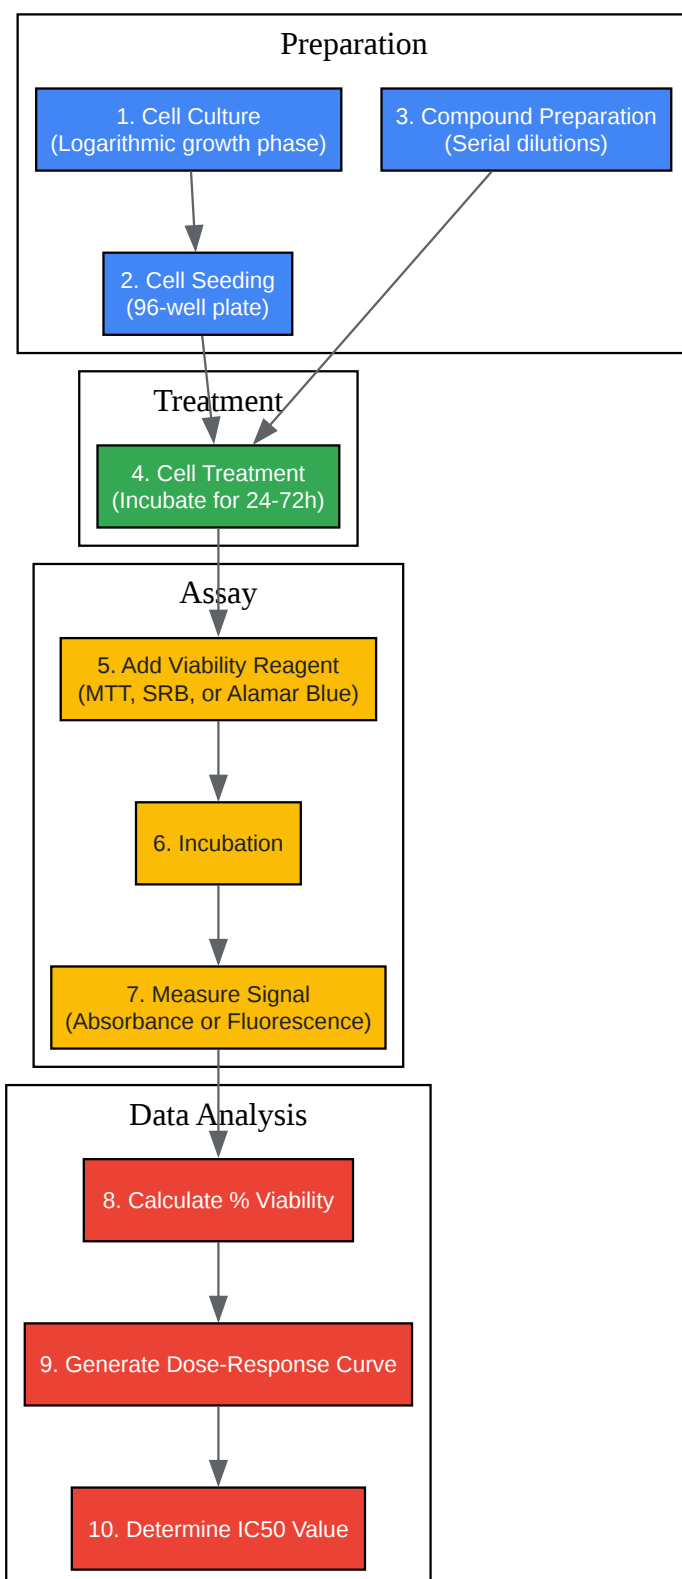 Preparation
1. Cell Culture
(Logarithmic growth phase)
3. Compound Preparation
(Serial dilutions)
2. Cell Seeding
(96-well plate)
Treatment
4. Cell Treatment
(Incubate for 24-72h)
Assay
5. Add Viability Reagent
(MTT, SRB, or Alamar Blue)
6. Incubation
7. Measure Signal
(Absorbance or Fluorescence)
Data Analysis
8. Calculate % Viability
9. Generate Dose-Response Curve
10. Determine IC50 Value